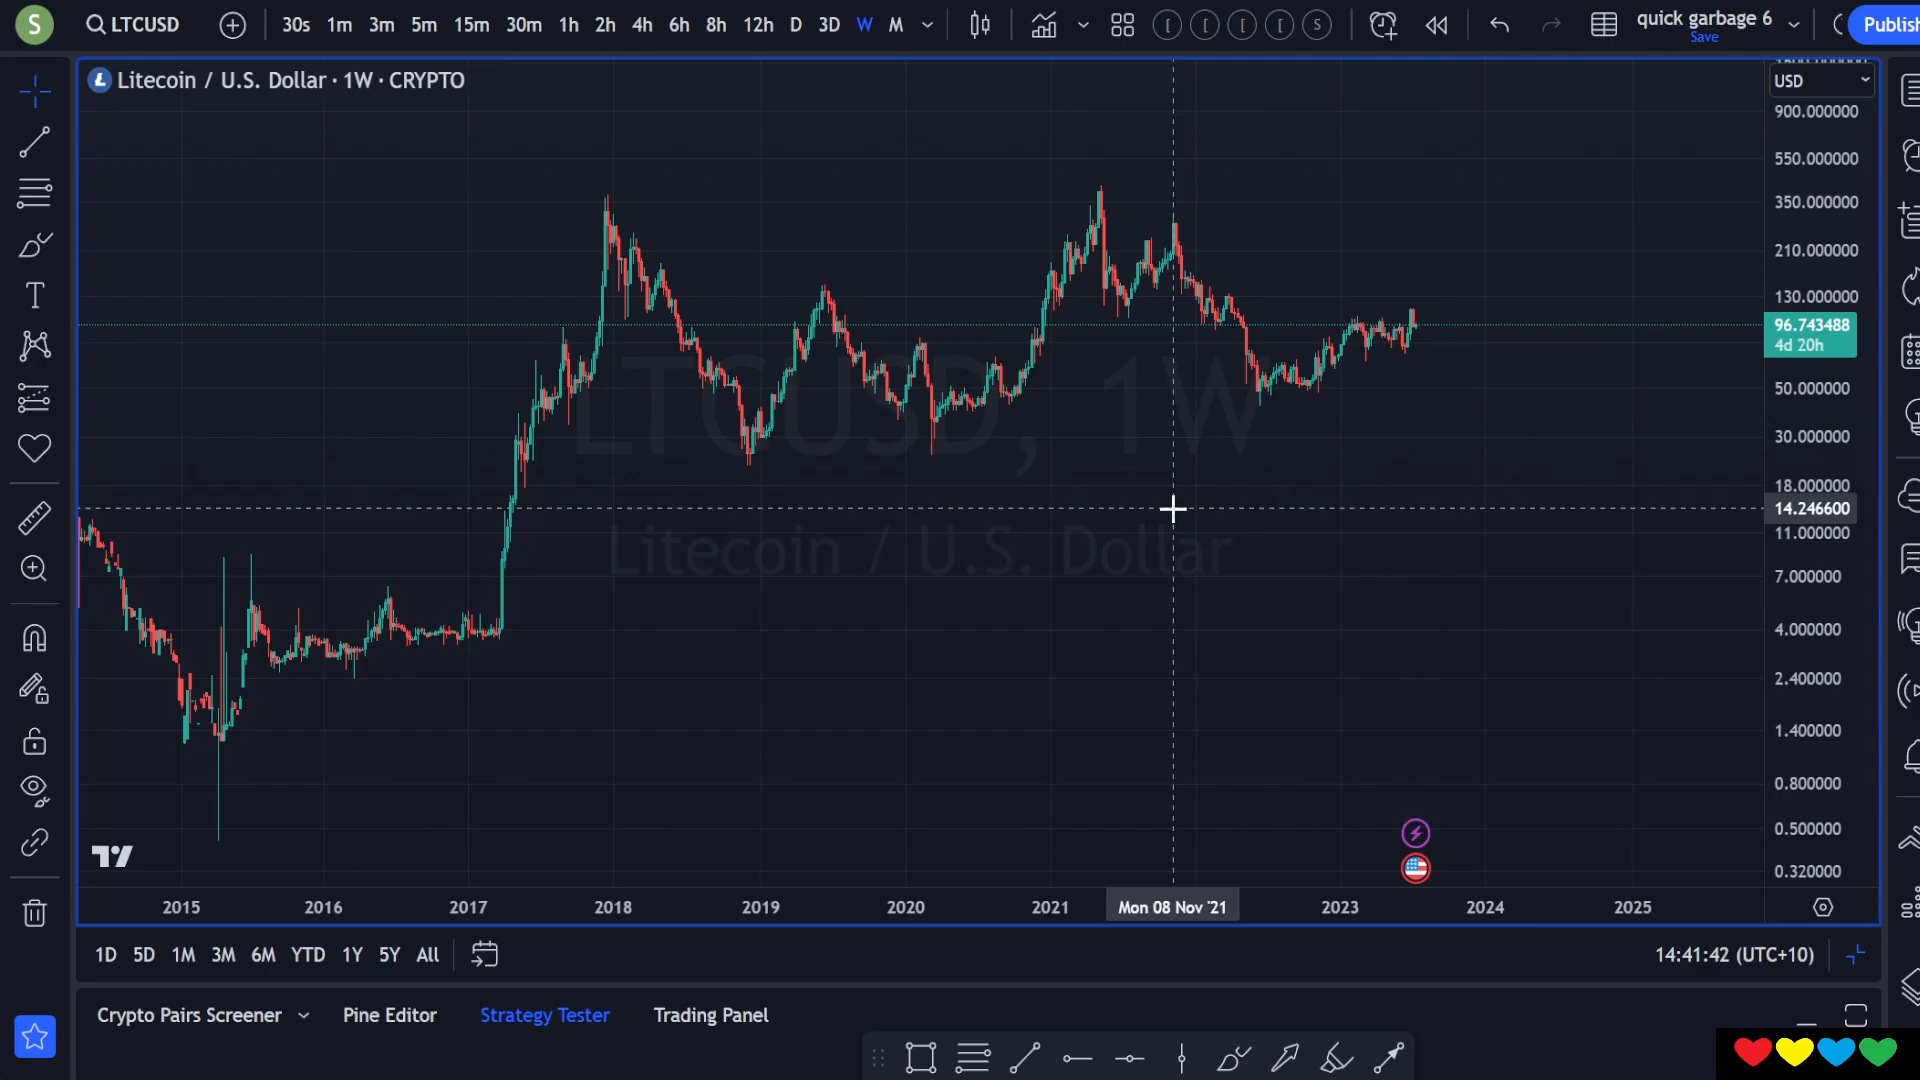 S
LTCUSD
30s 1m 3m 5m 15m 30m 1h 2h 4h 6h 8h 12h D 3D W M
[ [ [ [ S
quick garbage 6
Save
Publish
Litecoin / U.S. Dollar · 1W · CRYPTO
USD
900.000000
550.000000
350.000000
210.000000
130.000000
96.743488
4d 20h
50.000000
30.000000
18.000000
14.246600
11.000000
7.000000
4.000000
2.400000
1.400000
0.800000
0.500000
0.320000
LTCUSD, 1W
Litecoin / U.S. Dollar
2015 2016 2017 2018 2019 2020 2021 Mon 08 Nov '21 2023 2024 2025
1D 5D 1M 3M 6M YTD 1Y 5Y All
14:41:42 (UTC+10)
Crypto Pairs Screener Pine Editor Strategy Tester Trading Panel